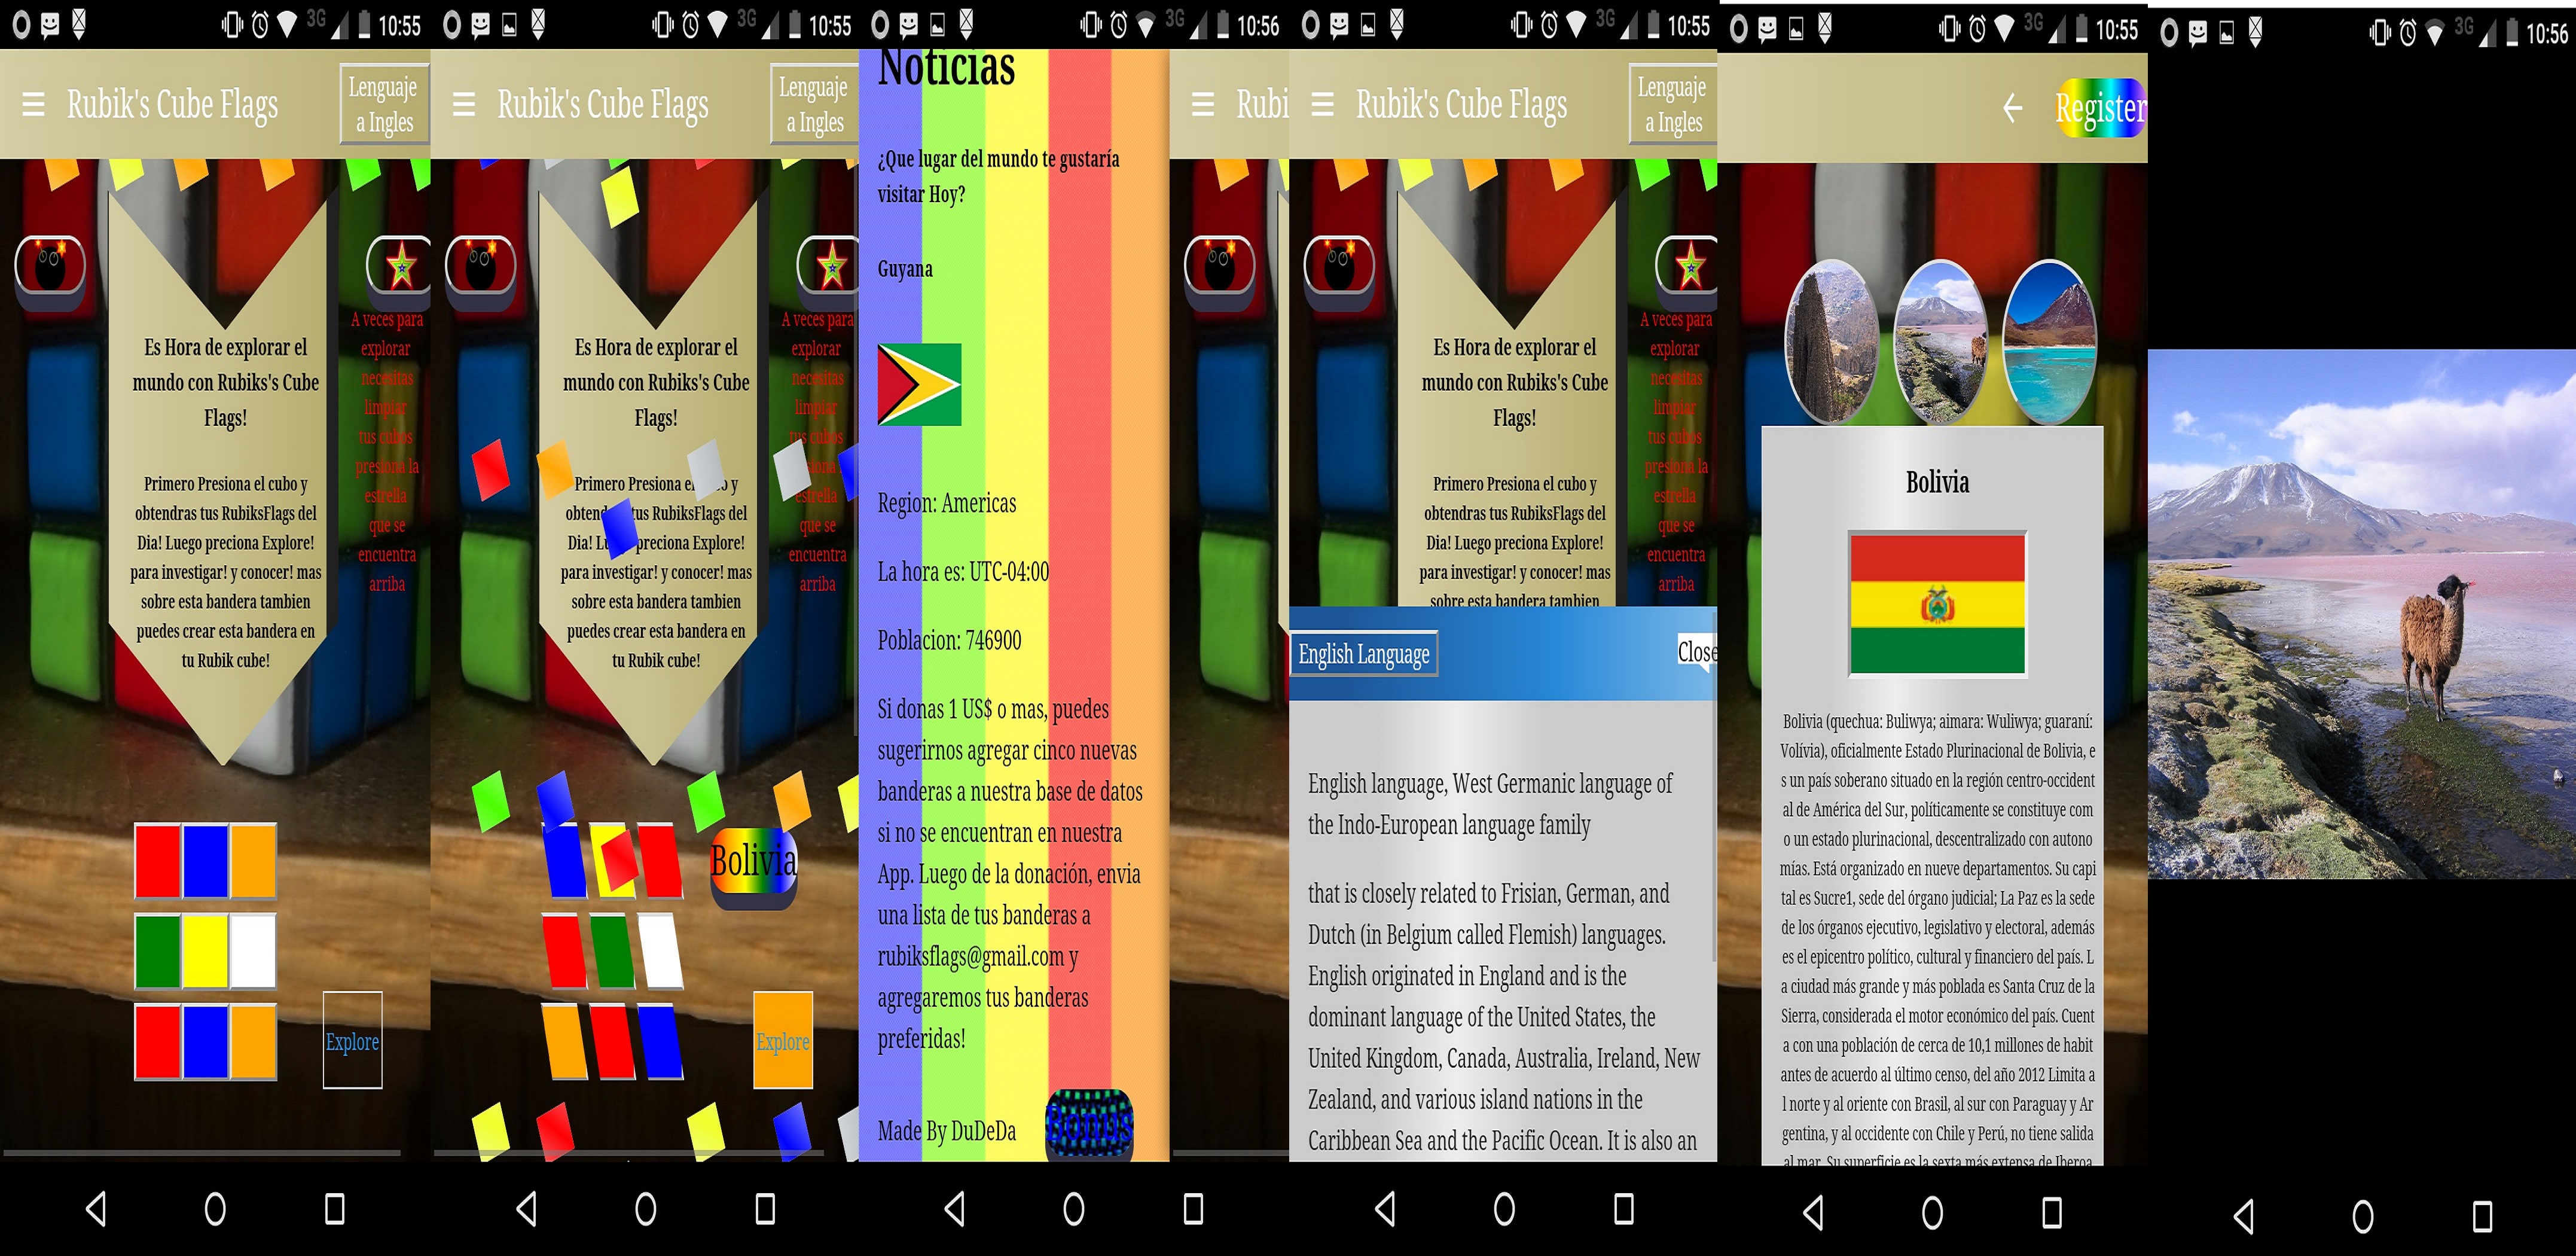 3G 10:55
Rubik's Cube Flags
Lenguaje
a Ingles
A veces para
explorar
necesitas
limpiar
tus cubos
presiona la
estrella
que se
encuentra
arriba
Es Hora de explorar el
mundo con Rubiks's Cube
Flags!
Primero Presiona el cubo y
obtendras tus RubiksFlags del
Dia! Luego preciona Explore!
para investigar! y conocer! mas
sobre esta bandera tambien
puedes crear esta bandera en
tu Rubik cube!
Explore
3G 10:55
Rubik's Cube Flags
Lenguaje
a Ingles
A veces para
explorar
necesitas
limpiar
tus cubos
estrella
que se
encuentra
arriba
Es Hora de explorar el
mundo con Rubiks's Cube
Flags!
Primero Presiona el y
tus RubiksFlags del
Dia! preciona Explore!
para investigar! y conocer! mas
sobre esta bandera tambien
puedes crear esta bandera en
tu Rubik cube!
Bolivia
Explore
3G 10:56
Noticias
¿Que lugar del mundo te gustaría
visitar Hoy?
Guyana
Region: Americas
La hora es: UTC-04:00
Poblacion: 746900
Si donas 1 US$ o mas, puedes
sugerirnos agregar cinco nuevas
banderas a nuestra base de datos
si no se encuentran en nuestra
App. Luego de la donación, envia
una lista de tus banderas a
rubiksflags@gmail.com y
agregaremos tus banderas
preferidas!
Made By DuDeDa
Bonus
Rubi
3G 10:55
Rubik's Cube Flags
Lenguaje
a Ingles
A veces para
explorar
necesitas
limpiar
tus cubos
presiona la
estrella
que se
encuentra
arriba
Es Hora de explorar el
mundo con Rubiks's Cube
Flags!
Primero Presiona el cubo y
obtendras tus RubiksFlags del
Dia! Luego preciona Explore!
para investigar! y conocer! mas
sobre esta bandera tambien
English Language
Close
English language, West Germanic language of
the Indo-European language family
that is closely related to Frisian, German, and
Dutch (in Belgium called Flemish) languages.
English originated in England and is the
dominant language of the United States, the
United Kingdom, Canada, Australia, Ireland, New
Zealand, and various island nations in the
Caribbean Sea and the Pacific Ocean. It is also an
3G 10:55
Register
Bolivia
Bolivia (quechua: Buliwya; aimara: Wuliwya; guaraní:
Volívia), oficialmente Estado Plurinacional de Bolivia, e
s un país soberano situado en la región centro-occident
al de América del Sur, políticamente se constituye com
o un estado plurinacional, descentralizado con autono
mías. Está organizado en nueve departamentos. Su capi
tal es Sucre1, sede del órgano judicial; La Paz es la sede
de los órganos ejecutivo, legislativo y electoral, además
es el epicentro político, cultural y financiero del país. L
a ciudad más grande y más poblada es Santa Cruz de la
Sierra, considerada el motor económico del país. Cuent
a con una población de cerca de 10,1 millones de habit
antes de acuerdo al último censo, del año 2012 Limita a
l norte y al oriente con Brasil, al sur con Paraguay y Ar
gentina, y al occidente con Chile y Perú, no tiene salida
al mar. Su superficie es la sexta más extensa de Iberoa
3G 10:56